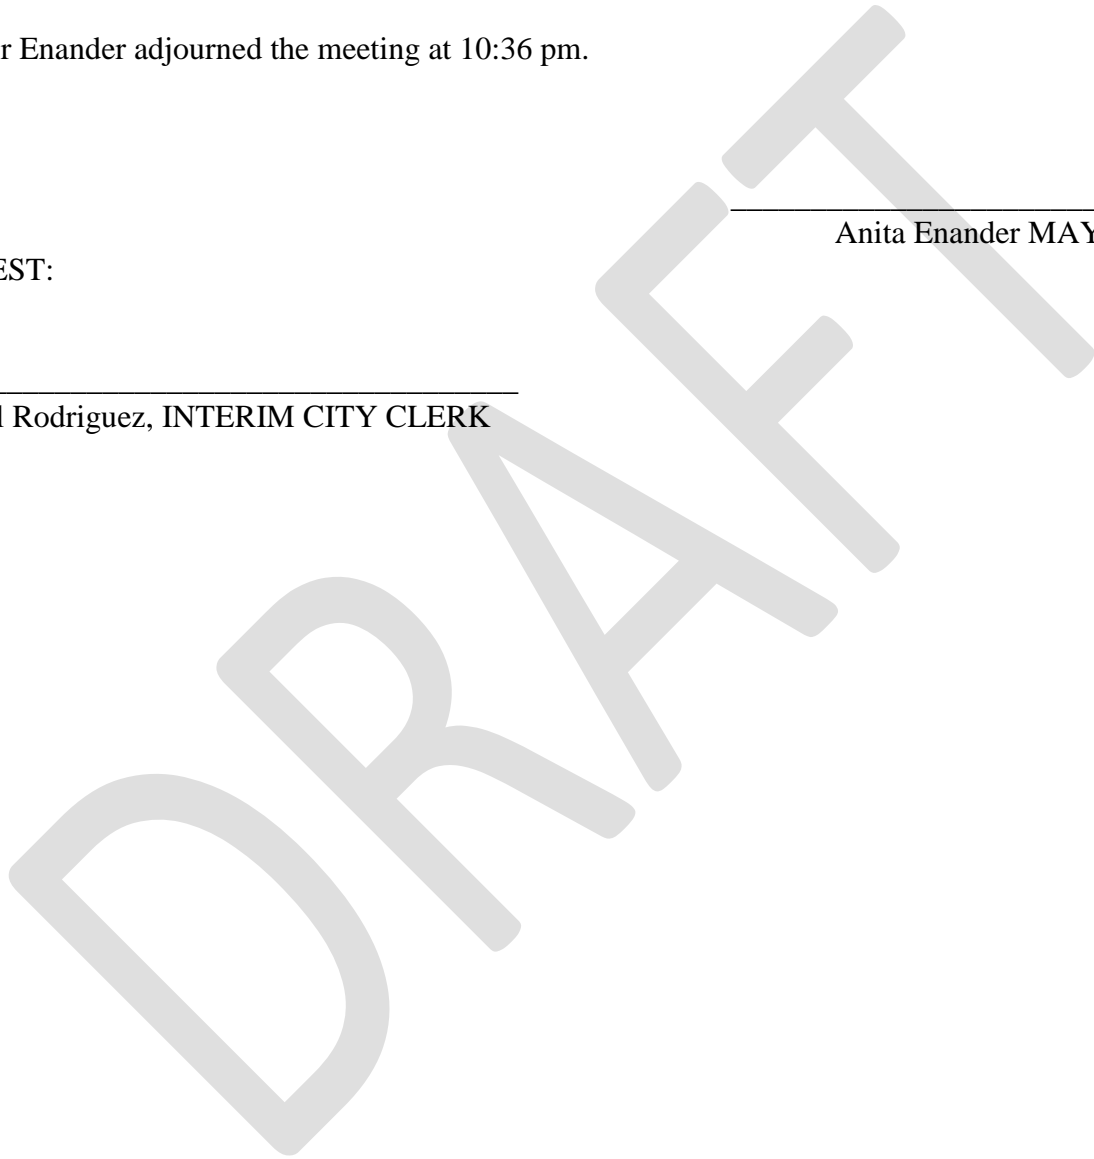 r Enander adjourned the meeting at 10:36 pm.
Anita Enander MAY
EST:
l Rodriguez, INTERIM CITY CLERK
DRAFT